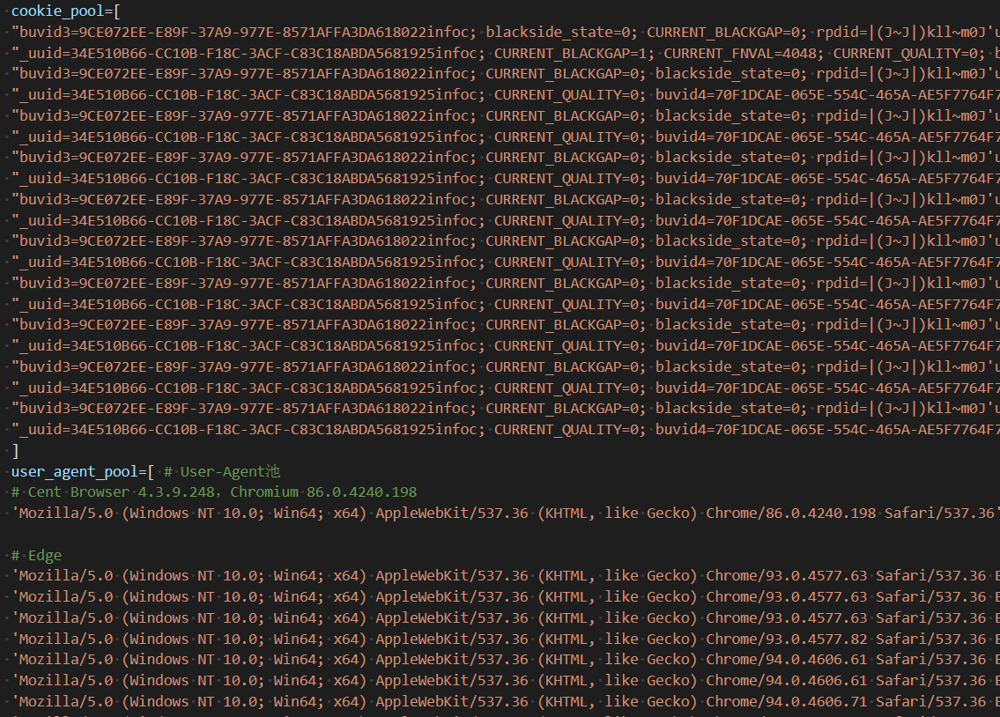 cookie_pool=[
"buvid3=9CE072EE-E89F-37A9-977E-8571AFFA3DA618022infoc; blackside_state=0; CURRENT_BLACKGAP=0; rpdid=|(J~J|)kll~m0J'u
"_uuid=34E510B66-CC10B-F18C-3ACF-C83C18ABDA5681925infoc; CURRENT_BLACKGAP=1; CURRENT_FNVAL=4048; CURRENT_QUALITY=0; b
"buvid3=9CE072EE-E89F-37A9-977E-8571AFFA3DA618022infoc; CURRENT_BLACKGAP=0; blackside_state=0; rpdid=|(J~J|)kll~m0J'u
"_uuid=34E510B66-CC10B-F18C-3ACF-C83C18ABDA5681925infoc; CURRENT_QUALITY=0; buvid4=70F1DCAE-065E-554C-465A-AE5F7764F7
"buvid3=9CE072EE-E89F-37A9-977E-8571AFFA3DA618022infoc; CURRENT_BLACKGAP=0; blackside_state=0; rpdid=|(J~J|)kll~m0J'u
"_uuid=34E510B66-CC10B-F18C-3ACF-C83C18ABDA5681925infoc; CURRENT_QUALITY=0; buvid4=70F1DCAE-065E-554C-465A-AE5F7764F7
"buvid3=9CE072EE-E89F-37A9-977E-8571AFFA3DA618022infoc; CURRENT_BLACKGAP=0; blackside_state=0; rpdid=|(J~J|)kll~m0J'u
"_uuid=34E510B66-CC10B-F18C-3ACF-C83C18ABDA5681925infoc; CURRENT_QUALITY=0; buvid4=70F1DCAE-065E-554C-465A-AE5F7764F7
"buvid3=9CE072EE-E89F-37A9-977E-8571AFFA3DA618022infoc; CURRENT_BLACKGAP=0; blackside_state=0; rpdid=|(J~J|)kll~m0J'u
"_uuid=34E510B66-CC10B-F18C-3ACF-C83C18ABDA5681925infoc; CURRENT_QUALITY=0; buvid4=70F1DCAE-065E-554C-465A-AE5F7764F7
"buvid3=9CE072EE-E89F-37A9-977E-8571AFFA3DA618022infoc; CURRENT_BLACKGAP=0; blackside_state=0; rpdid=|(J~J|)kll~m0J'u
"_uuid=34E510B66-CC10B-F18C-3ACF-C83C18ABDA5681925infoc; CURRENT_QUALITY=0; buvid4=70F1DCAE-065E-554C-465A-AE5F7764F7
"buvid3=9CE072EE-E89F-37A9-977E-8571AFFA3DA618022infoc; CURRENT_BLACKGAP=0; blackside_state=0; rpdid=|(J~J|)kll~m0J'u
"_uuid=34E510B66-CC10B-F18C-3ACF-C83C18ABDA5681925infoc; CURRENT_QUALITY=0; buvid4=70F1DCAE-065E-554C-465A-AE5F7764F7
"buvid3=9CE072EE-E89F-37A9-977E-8571AFFA3DA618022infoc; CURRENT_BLACKGAP=0; blackside_state=0; rpdid=|(J~J|)kll~m0J'u
"_uuid=34E510B66-CC10B-F18C-3ACF-C83C18ABDA5681925infoc; CURRENT_QUALITY=0; buvid4=70F1DCAE-065E-554C-465A-AE5F7764F7
"buvid3=9CE072EE-E89F-37A9-977E-8571AFFA3DA618022infoc; CURRENT_BLACKGAP=0; blackside_state=0; rpdid=|(J~J|)kll~m0J'u
"_uuid=34E510B66-CC10B-F18C-3ACF-C83C18ABDA5681925infoc; CURRENT_QUALITY=0; buvid4=70F1DCAE-065E-554C-465A-AE5F7764F7
"buvid3=9CE072EE-E89F-37A9-977E-8571AFFA3DA618022infoc; CURRENT_BLACKGAP=0; blackside_state=0; rpdid=|(J~J|)kll~m0J'u
"_uuid=34E510B66-CC10B-F18C-3ACF-C83C18ABDA5681925infoc; CURRENT_QUALITY=0; buvid4=70F1DCAE-065E-554C-465A-AE5F7764F7
]
user_agent_pool=[ # User-Agent池
# Cent Browser 4.3.9.248，Chromium 86.0.4240.198
'Mozilla/5.0 (Windows NT 10.0; Win64; x64) AppleWebKit/537.36 (KHTML, like Gecko) Chrome/86.0.4240.198 Safari/537.36'
# Edge
'Mozilla/5.0 (Windows NT 10.0; Win64; x64) AppleWebKit/537.36 (KHTML, like Gecko) Chrome/93.0.4577.63 Safari/537.36 E
'Mozilla/5.0 (Windows NT 10.0; Win64; x64) AppleWebKit/537.36 (KHTML, like Gecko) Chrome/93.0.4577.63 Safari/537.36 E
'Mozilla/5.0 (Windows NT 10.0; Win64; x64) AppleWebKit/537.36 (KHTML, like Gecko) Chrome/93.0.4577.63 Safari/537.36 E
'Mozilla/5.0 (Windows NT 10.0; Win64; x64) AppleWebKit/537.36 (KHTML, like Gecko) Chrome/93.0.4577.82 Safari/537.36 E
'Mozilla/5.0 (Windows NT 10.0; Win64; x64) AppleWebKit/537.36 (KHTML, like Gecko) Chrome/94.0.4606.61 Safari/537.36 E
'Mozilla/5.0 (Windows NT 10.0; Win64; x64) AppleWebKit/537.36 (KHTML, like Gecko) Chrome/94.0.4606.61 Safari/537.36 E
'Mozilla/5.0 (Windows NT 10.0; Win64; x64) AppleWebKit/537.36 (KHTML, like Gecko) Chrome/94.0.4606.71 Safari/537.36 E